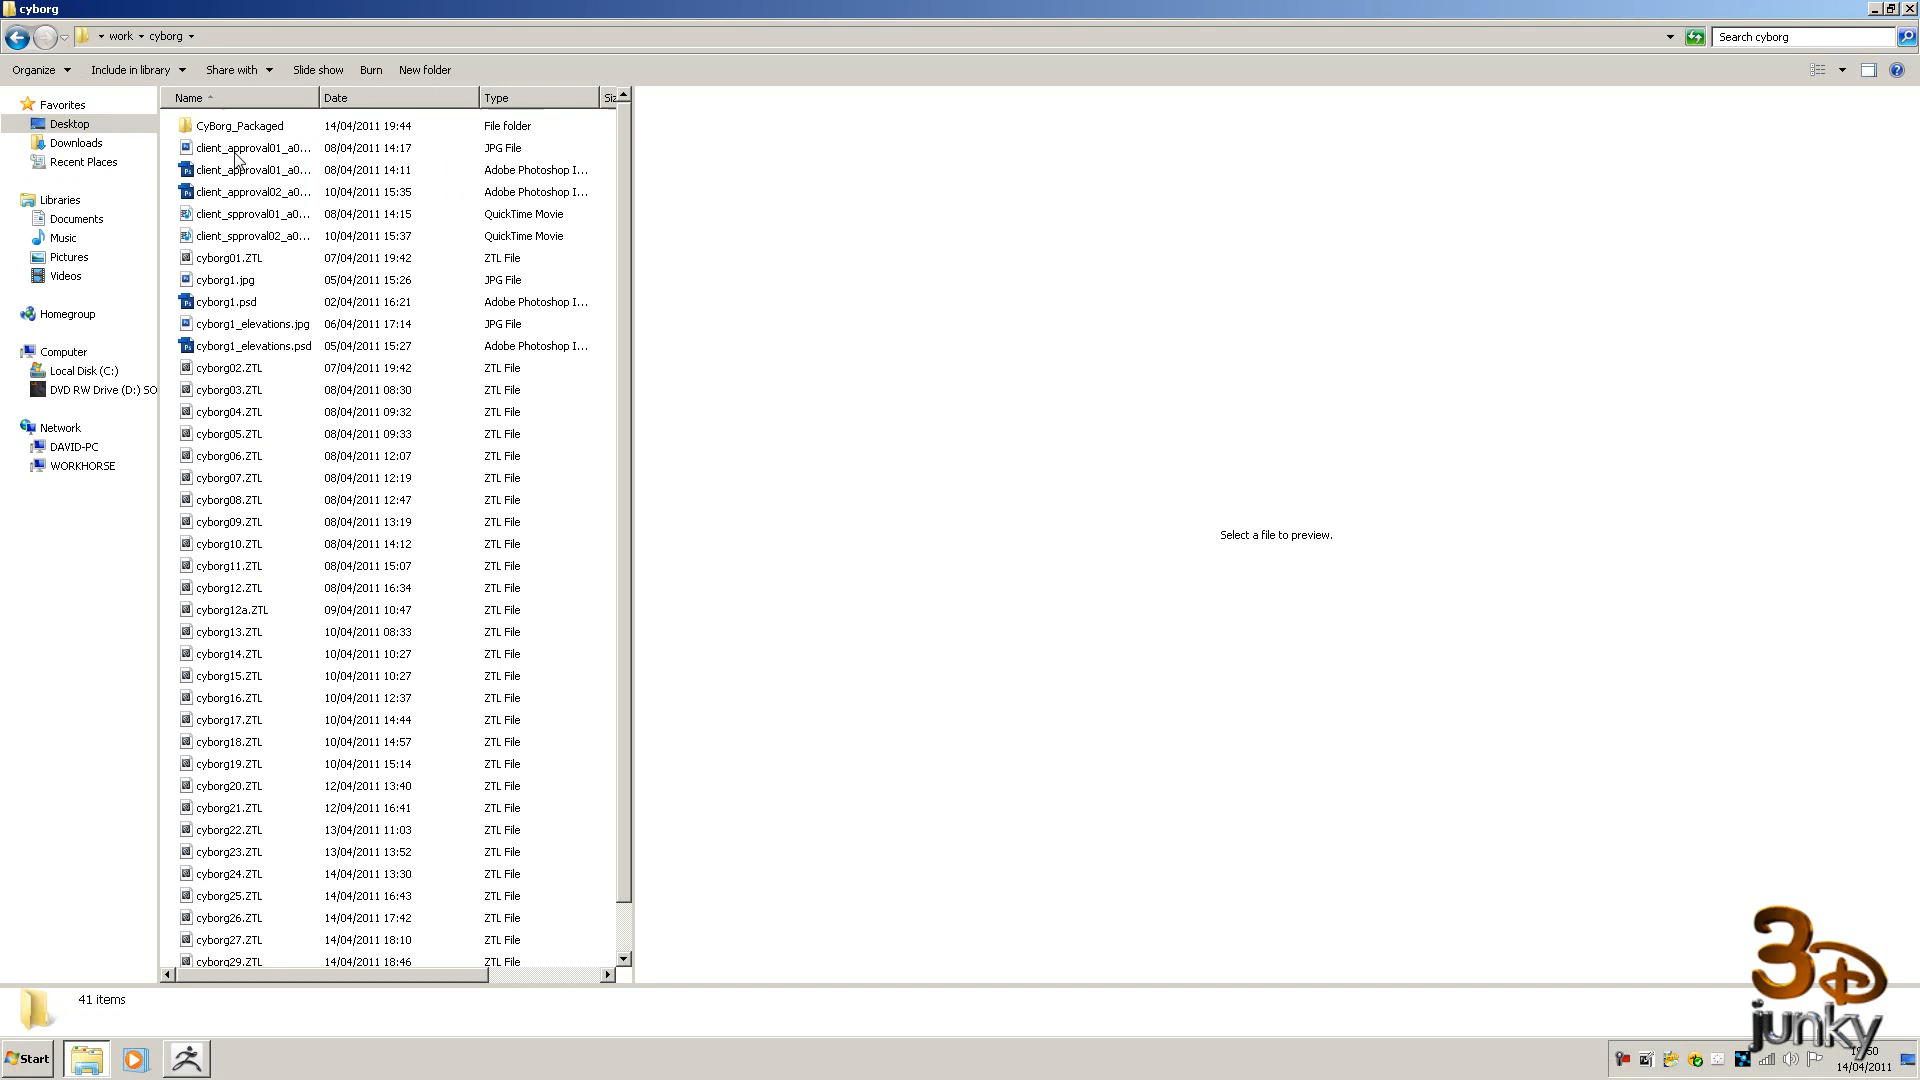 cyborg
work cyborg
Search cyborg
Organize Include in library Share with Slide show Burn New folder
Favorites
Desktop
Downloads
Recent Places
Libraries
Documents
Music
Pictures
Videos
Homegroup
Computer
Local Disk (C:)
DVD RW Drive (D:) SO
Network
DAVID-PC
WORKHORSE
Name Date Type Siz
CyBorg_Packaged 14/04/2011 19:44 File folder
client_approval01_a0... 08/04/2011 14:17 JPG File
client_approval01_a0... 08/04/2011 14:11 Adobe Photoshop I...
client_approval02_a0... 10/04/2011 15:35 Adobe Photoshop I...
client_spproval01_a0... 08/04/2011 14:15 QuickTime Movie
client_spproval02_a0... 10/04/2011 15:37 QuickTime Movie
cyborg01.ZTL 07/04/2011 19:42 ZTL File
cyborg1.jpg 05/04/2011 15:26 JPG File
cyborg1.psd 02/04/2011 16:21 Adobe Photoshop I...
cyborg1_elevations.jpg 06/04/2011 17:14 JPG File
cyborg1_elevations.psd 05/04/2011 15:27 Adobe Photoshop I...
cyborg02.ZTL 07/04/2011 19:42 ZTL File
cyborg03.ZTL 08/04/2011 08:30 ZTL File
cyborg04.ZTL 08/04/2011 09:32 ZTL File
cyborg05.ZTL 08/04/2011 09:33 ZTL File
cyborg06.ZTL 08/04/2011 12:07 ZTL File
cyborg07.ZTL 08/04/2011 12:19 ZTL File
cyborg08.ZTL 08/04/2011 12:47 ZTL File
cyborg09.ZTL 08/04/2011 13:19 ZTL File
cyborg10.ZTL 08/04/2011 14:12 ZTL File
cyborg11.ZTL 08/04/2011 15:07 ZTL File
cyborg12.ZTL 08/04/2011 16:34 ZTL File
cyborg12a.ZTL 09/04/2011 10:47 ZTL File
cyborg13.ZTL 10/04/2011 08:33 ZTL File
cyborg14.ZTL 10/04/2011 10:27 ZTL File
cyborg15.ZTL 10/04/2011 10:27 ZTL File
cyborg16.ZTL 10/04/2011 12:37 ZTL File
cyborg17.ZTL 10/04/2011 14:44 ZTL File
cyborg18.ZTL 10/04/2011 14:57 ZTL File
cyborg19.ZTL 10/04/2011 15:14 ZTL File
cyborg20.ZTL 12/04/2011 13:40 ZTL File
cyborg21.ZTL 12/04/2011 16:41 ZTL File
cyborg22.ZTL 13/04/2011 11:03 ZTL File
cyborg23.ZTL 13/04/2011 13:52 ZTL File
cyborg24.ZTL 14/04/2011 13:30 ZTL File
cyborg25.ZTL 14/04/2011 16:43 ZTL File
cyborg26.ZTL 14/04/2011 17:42 ZTL File
cyborg27.ZTL 14/04/2011 18:10 ZTL File
cyborg29.ZTL 14/04/2011 18:46 ZTL File
Select a file to preview.
41 items
3D
junky
Start
14/04/2011